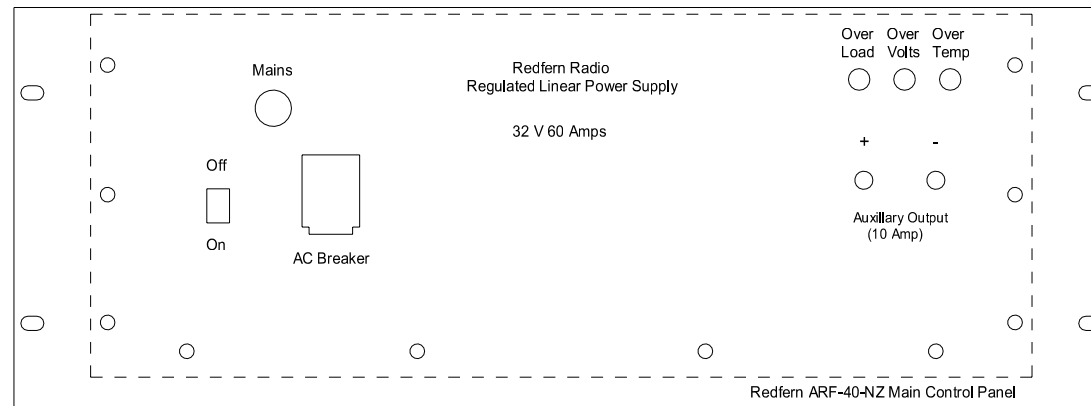 Over Over Over
Load Volts Temp
Mains
Redfern Radio
Regulated Linear Power Supply
32 V 60 Amps
+ -
Off
On
AC Breaker
Auxillary Output
(10 Amp)
Redfern ARF-40-NZ Main Control Panel